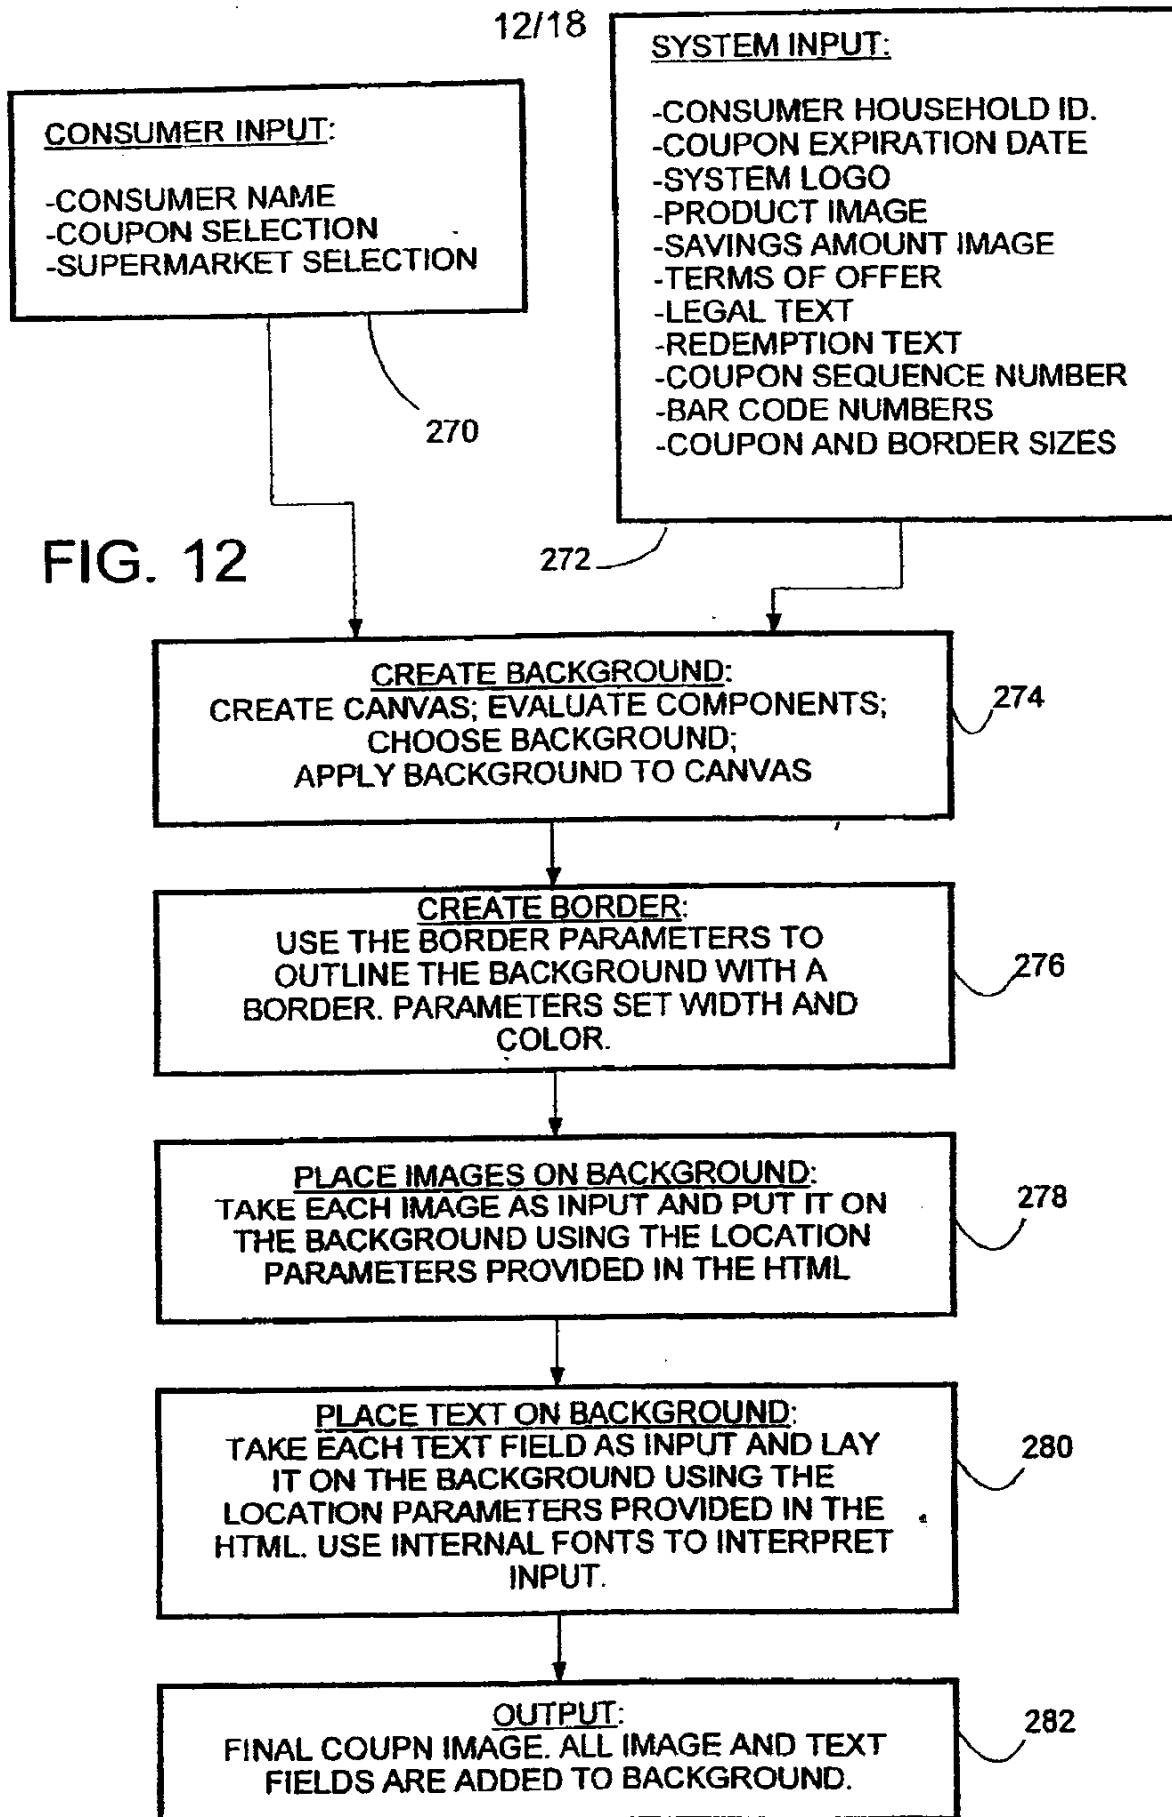 12/18
CONSUMER INPUT:
-CONSUMER NAME
-COUPON SELECTION
-SUPERMARKET SELECTION
270
SYSTEM INPUT:
-CONSUMER HOUSEHOLD ID.
-COUPON EXPIRATION DATE
-SYSTEM LOGO
-PRODUCT IMAGE
-SAVINGS AMOUNT IMAGE
-TERMS OF OFFER
-LEGAL TEXT
-REDEMPTION TEXT
-COUPON SEQUENCE NUMBER
-BAR CODE NUMBERS
-COUPON AND BORDER SIZES
272
FIG. 12
CREATE BACKGROUND:
CREATE CANVAS; EVALUATE COMPONENTS;
CHOOSE BACKGROUND;
APPLY BACKGROUND TO CANVAS
274
CREATE BORDER:
USE THE BORDER PARAMETERS TO
OUTLINE THE BACKGROUND WITH A
BORDER. PARAMETERS SET WIDTH AND
COLOR.
276
PLACE IMAGES ON BACKGROUND:
TAKE EACH IMAGE AS INPUT AND PUT IT ON
THE BACKGROUND USING THE LOCATION
PARAMETERS PROVIDED IN THE HTML
278
PLACE TEXT ON BACKGROUND:
TAKE EACH TEXT FIELD AS INPUT AND LAY
IT ON THE BACKGROUND USING THE
LOCATION PARAMETERS PROVIDED IN THE
HTML. USE INTERNAL FONTS TO INTERPRET
INPUT.
280
OUTPUT:
FINAL COUPN IMAGE. ALL IMAGE AND TEXT
FIELDS ARE ADDED TO BACKGROUND.
282